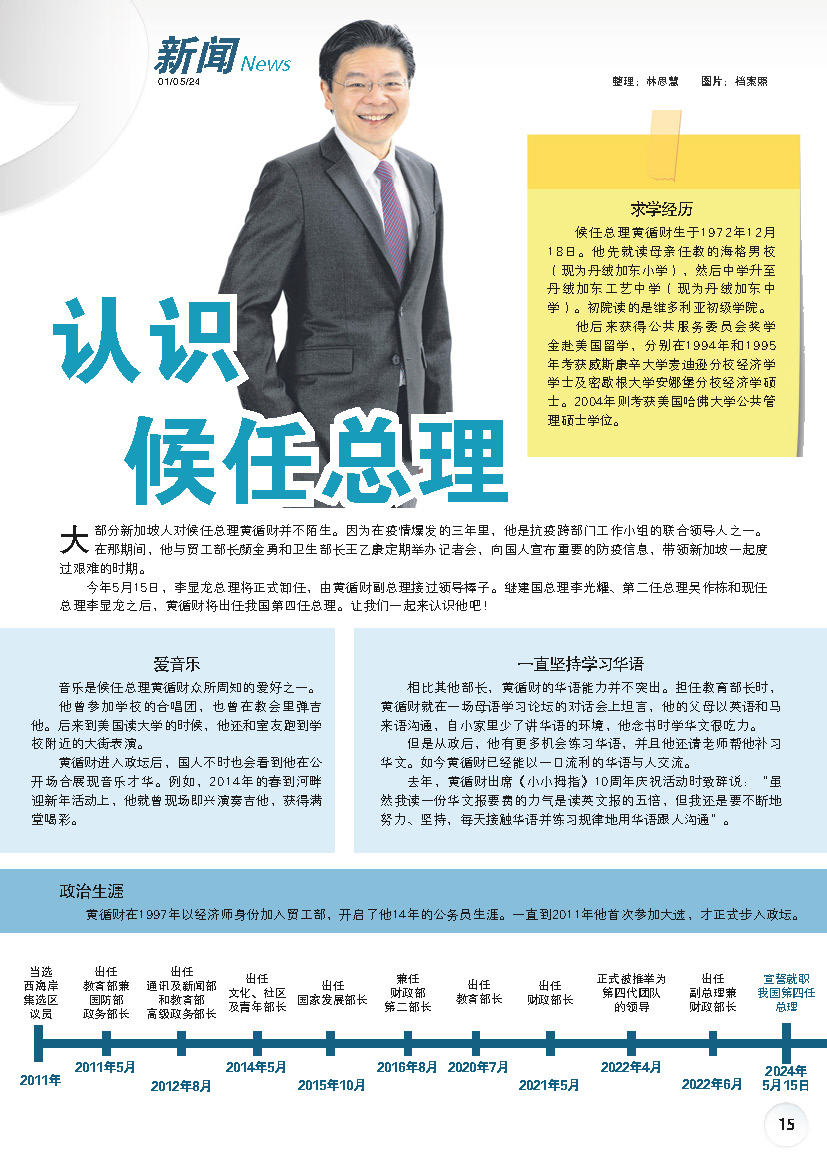 新闻 News
01/05/24
整理：林恩慧 图片：档案照
认识
候任总理
求学经历
候任总理黄循财生于1972年12月
18日。他先就读母亲任教的海格男校
（现为丹绒加东小学），然后中学升至
丹绒加东工艺中学（现为丹绒加东中
学）。初院读的是维多利亚初级学院。
他后来获得公共服务委员会奖学
金赴美国留学，分别在1994年和1995
年考获威斯康辛大学麦迪逊分校经济学
学士及密歇根大学安娜堡分校经济学硕
士。2004年则考获美国哈佛大学公共管
理硕士学位。
大部分新加坡人对候任总理黄循财并不陌生。因为在疫情爆发的三年里，他是抗疫跨部门工作小组的联合领导人之一。
在那期间，他与贸工部长颜金勇和卫生部长王乙康定期举办记者会，向国人宣布重要的防疫信息，带领新加坡一起度
过艰难的时期。
今年5月15日，李显龙总理将正式卸任，由黄循财副总理接过领导棒子。继建国总理李光耀、第二任总理吴作栋和现任
总理李显龙之后，黄循财将出任我国第四任总理。让我们一起来认识他吧！
爱音乐
音乐是候任总理黄循财众所周知的爱好之一。
他曾参加学校的合唱团，也曾在教会里弹吉
他。后来到美国读大学的时候，他还和室友跑到学
校附近的大街表演。
黄循财进入政坛后，国人不时也会看到他在公
开场合展现音乐才华。例如，2014年的春到河畔
迎新年活动上，他就曾现场即兴演奏吉他，获得满
堂喝彩。
一直坚持学习华语
相比其他部长，黄循财的华语能力并不突出。担任教育部长时，
黄循财就在一场母语学习论坛的对话会上坦言，他的父母以英语和马
来语沟通，自小家里少了讲华语的环境，他念书时学华文很吃力。
但是从政后，他有更多机会练习华语，并且他还请老师帮他补习
华文。如今黄循财已经能以一口流利的华语与人交流。
去年，黄循财出席《小小拇指》10周年庆祝活动时致辞说：“虽
然我读一份华文报要费的力气是读英文报的五倍，但我还是要不断地
努力、坚持，每天接触华语并练习规律地用华语跟人沟通”。
政治生涯
黄循财在1997年以经济师身份加入贸工部，开启了他14年的公务员生涯。一直到2011年他首次参加大选，才正式步入政坛。
当选
西海岸
集选区
议员
2011年
出任
教育部兼
国防部
政务部长
2011年5月
出任
通讯及新闻部
和教育部
高级政务部长
2012年8月
出任
文化、社区
及青年部长
2014年5月
出任
国家发展部长
2015年10月
兼任
财政部
第二部长
2016年8月
出任
教育部长
2020年7月
出任
财政部长
2021年5月
正式被推举为
第四代团队
的领导
2022年4月
出任
副总理兼
财政部长
2022年6月
宣誓就职
我国第四任
总理
2024年
5月15日
15